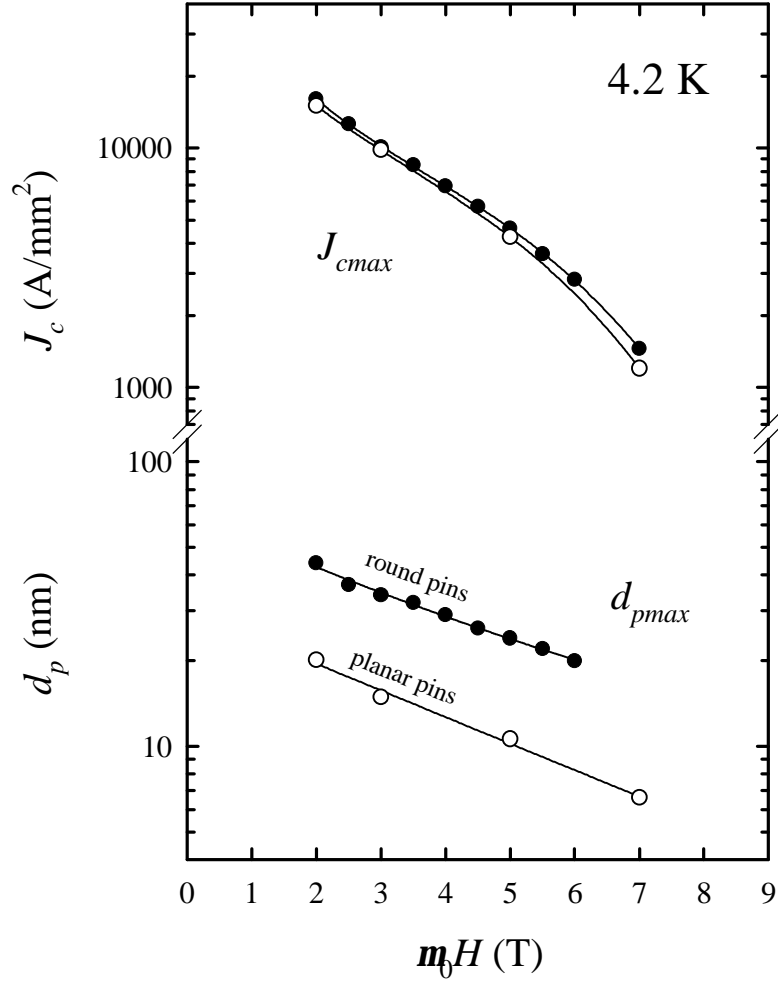 4.2 K
10000
J_c (A/mm²)
J_cmax
1000
100
round pins
d_pmax
d_p (nm)
planar pins
10
0 1 2 3 4 5 6 7 8 9
m₀H (T)